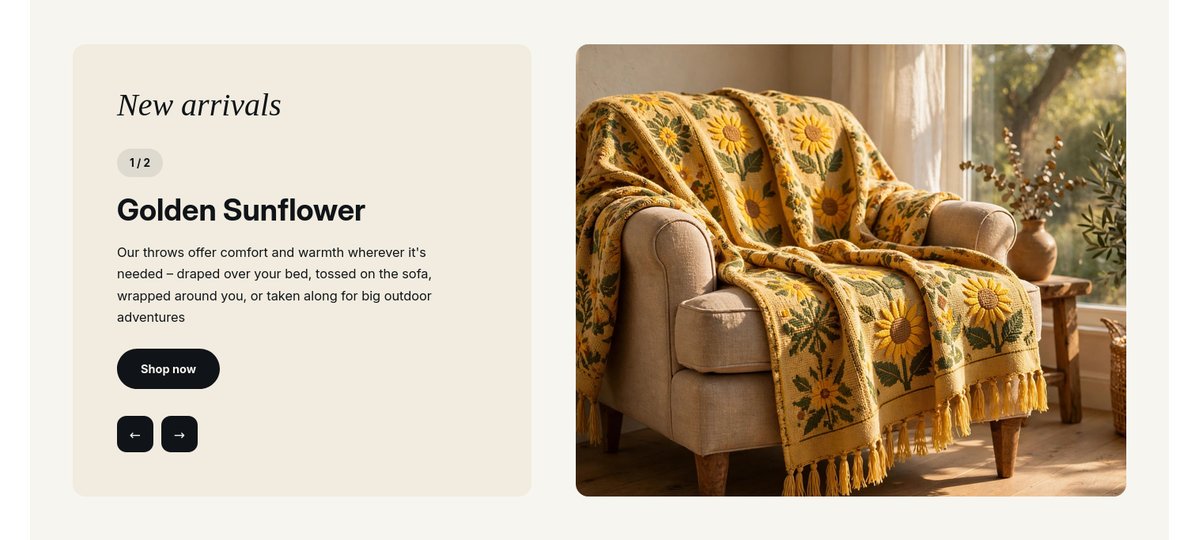 New arrivals
1 / 2
Golden Sunflower
Our throws offer comfort and warmth wherever it's
needed – draped over your bed, tossed on the sofa,
wrapped around you, or taken along for big outdoor
adventures
Shop now
← →